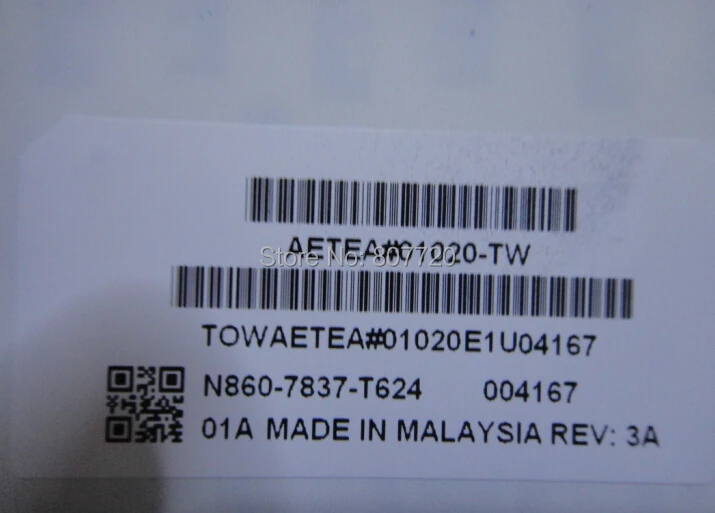 AETEA#01020-TW
Store No: 807720
TOWAETEA#01020E1U04167
N860-7837-T624 004167
01A MADE IN MALAYSIA REV: 3A